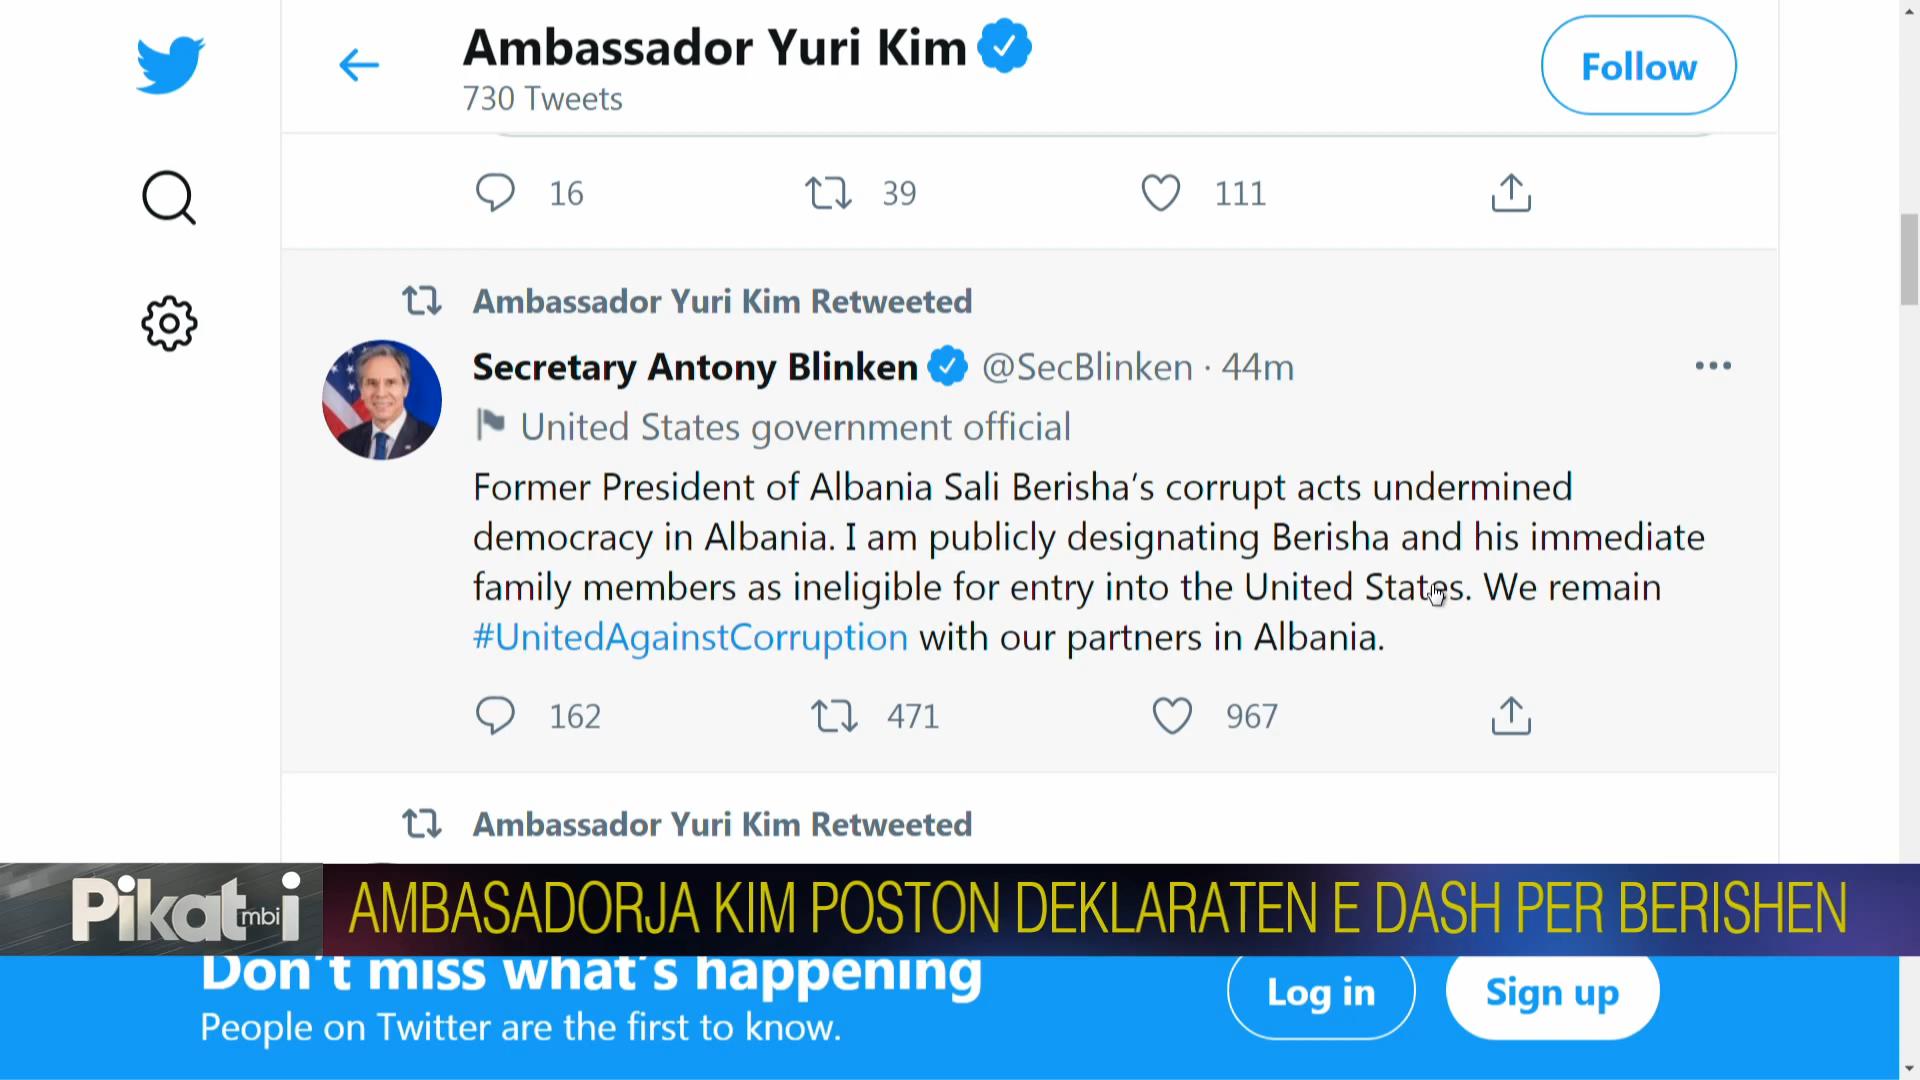 Ambassador Yuri Kim
730 Tweets
Follow
16 39 111
Ambassador Yuri Kim Retweeted
Secretary Antony Blinken @SecBlinken · 44m
United States government official
Former President of Albania Sali Berisha’s corrupt acts undermined
democracy in Albania. I am publicly designating Berisha and his immediate
family members as ineligible for entry into the United States. We remain
#UnitedAgainstCorruption with our partners in Albania.
162 471 967
Ambassador Yuri Kim Retweeted
Pikat mbi i
AMBASADORJA KIM POSTON DEKLARATEN E DASH PER BERISHEN
Don’t miss what’s happening
People on Twitter are the first to know.
Log in
Sign up